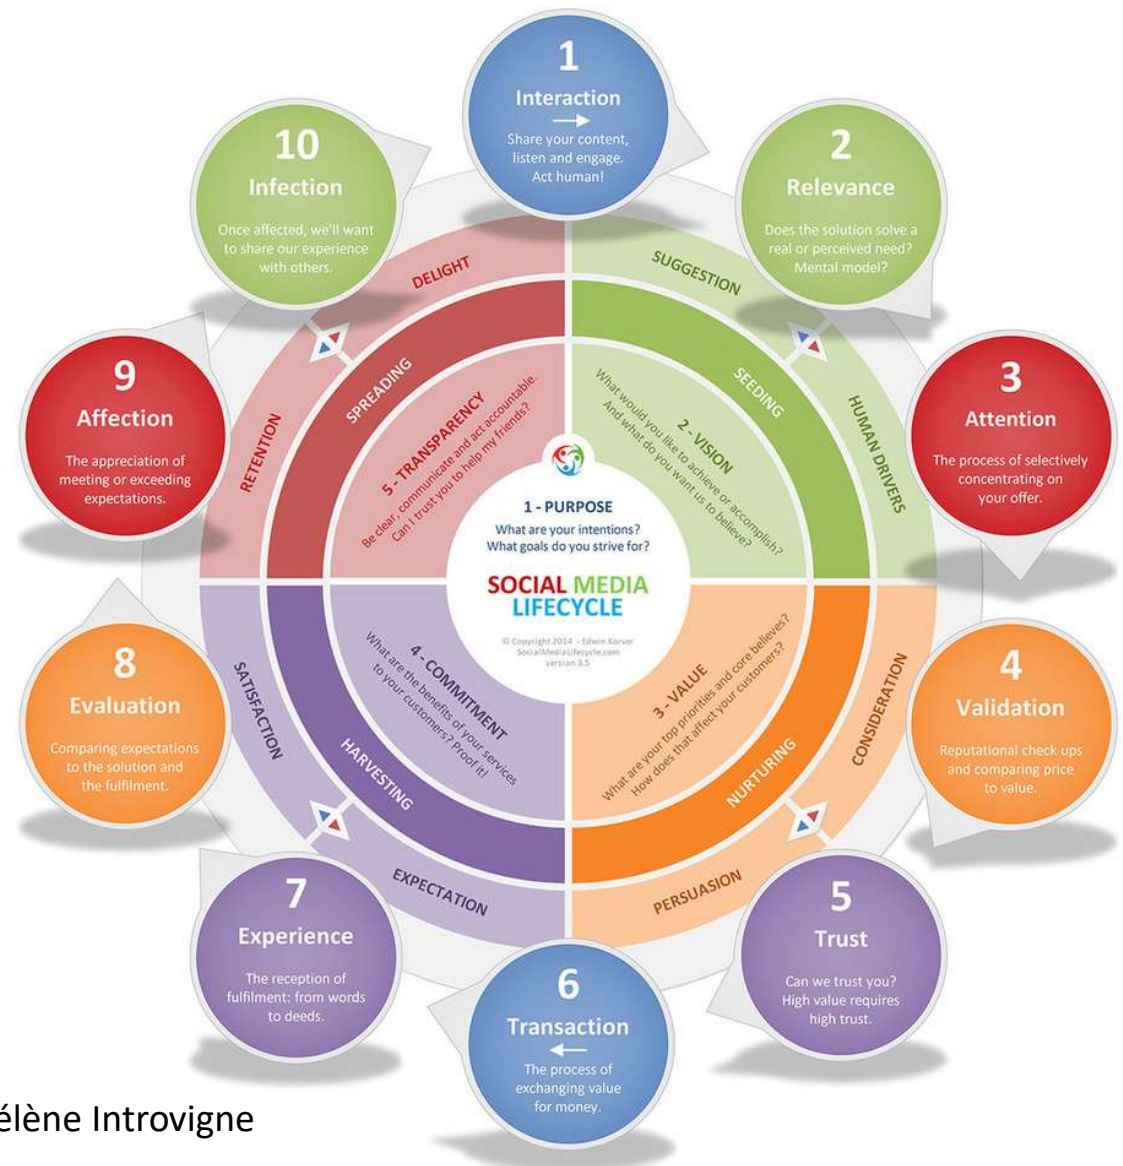 1
Interaction
Share your content,
listen and engage.
Act human!
2
Relevance
Does the solution solve a
real or perceived need?
Mental model?
3
Attention
The process of selectively
concentrating on
your offer.
4
Validation
Reputational check ups
and comparing price
to value.
5
Trust
Can we trust you?
High value requires
high trust.
6
Transaction
The process of
exchanging value
for money.
7
Experience
The reception of
fulfilment: from words
to deeds.
8
Evaluation
Comparing expectations
to the solution and
the fulfilment.
9
Affection
The appreciation of
meeting or exceeding
expectations.
10
Infection
Once affected, we'll want
to share our experience
with others.
SUGGESTION
HUMAN DRIVERS
CONSIDERATION
PERSUASION
EXPECTATION
SATISFACTION
RETENTION
DELIGHT
SEEDING
NURTURING
HARVESTING
SPREADING
1 - PURPOSE
What are your intentions?
What goals do you strive for?
SOCIAL MEDIA
LIFECYCLE
© Copyright 2014 - Edwin Korver
SocialMediaLifecycle.com
version 3.5
2 - VISION
What would you like to achieve or accomplish?
And what do you want us to believe?
3 - VALUE
What are your top priorities and core believes?
How does that affect your customers?
4 - COMMITMENT
What are the benefits of your services
to your customers? Proof it!
5 - TRANSPARENCY
Be clear, communicate and act accountable.
Can I trust you to help my friends?
élène Introvigne